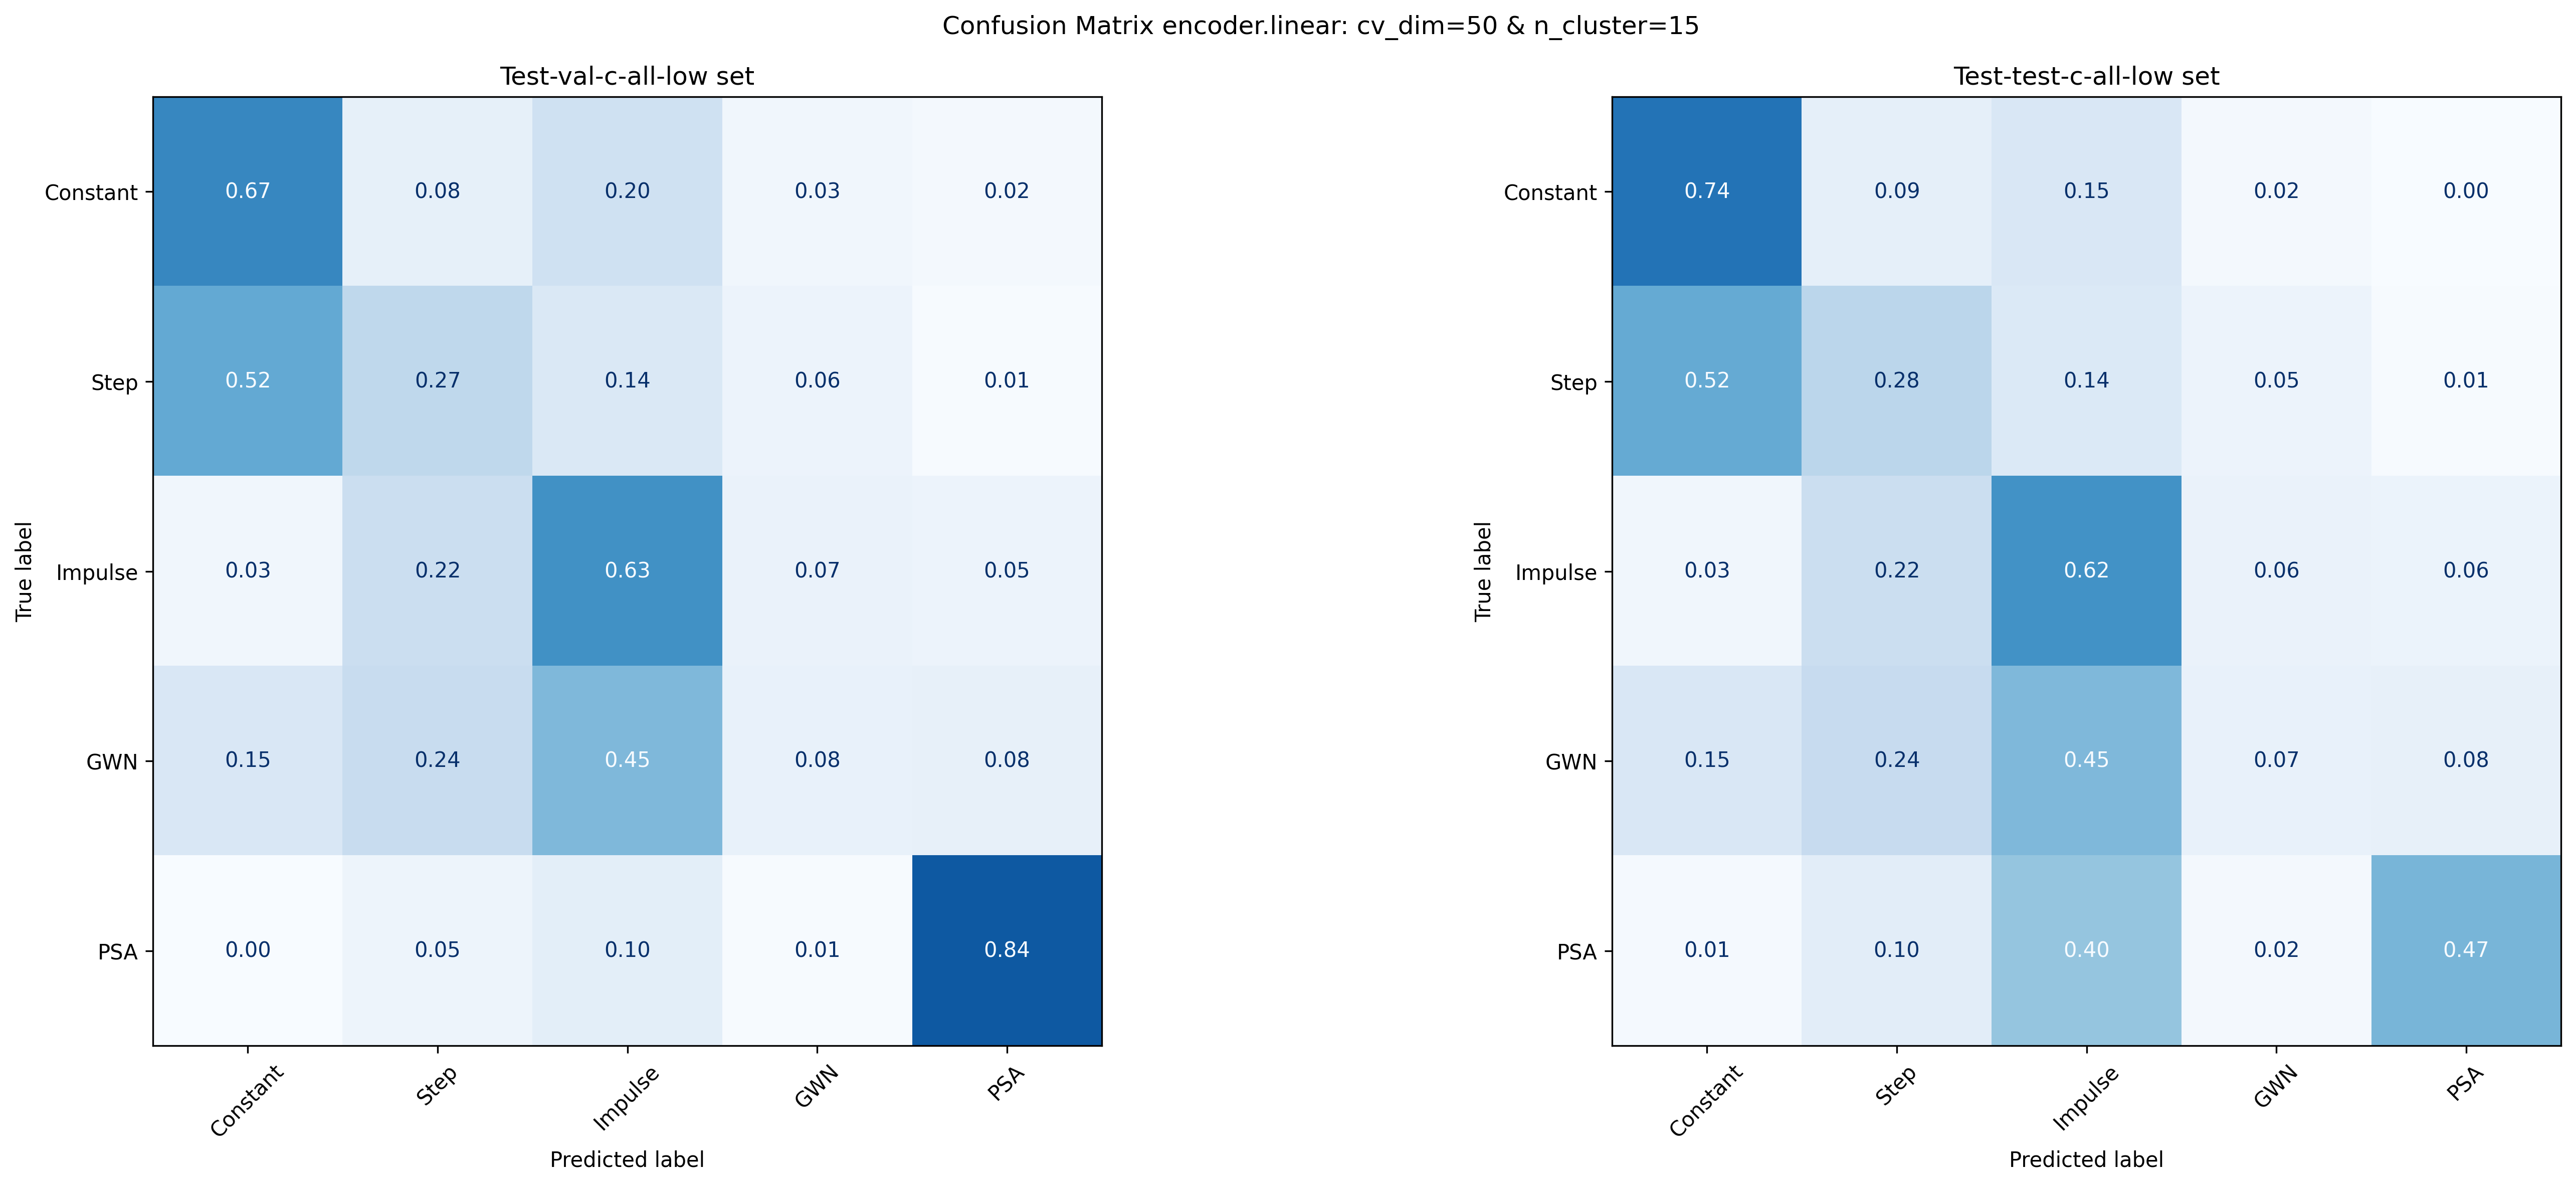 Confusion Matrix encoder.linear: cv_dim=50 & n_cluster=15
Test-val-c-all-low set
True label
Constant 0.67 0.08 0.20 0.03 0.02
Step 0.52 0.27 0.14 0.06 0.01
Impulse 0.03 0.22 0.63 0.07 0.05
GWN 0.15 0.24 0.45 0.08 0.08
PSA 0.00 0.05 0.10 0.01 0.84
Constant Step Impulse GWN PSA
Predicted label
Test-test-c-all-low set
True label
Constant 0.74 0.09 0.15 0.02 0.00
Step 0.52 0.28 0.14 0.05 0.01
Impulse 0.03 0.22 0.62 0.06 0.06
GWN 0.15 0.24 0.45 0.07 0.08
PSA 0.01 0.10 0.40 0.02 0.47
Constant Step Impulse GWN PSA
Predicted label